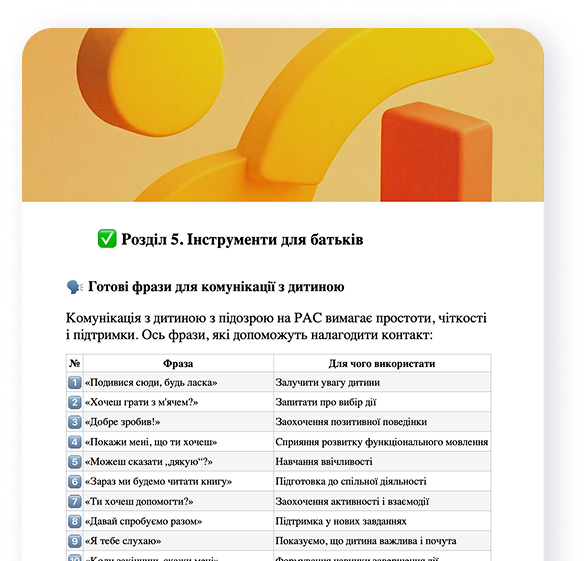 ✅ Розділ 5. Інструменти для батьків
🗣️ Готові фрази для комунікації з дитиною
Комунікація з дитиною з підозрою на РАС вимагає простоти, чіткості
і підтримки. Ось фрази, які допоможуть налагодити контакт:
№ Фраза Для чого використати
1 «Подивися сюди, будь ласка» Залучити увагу дитини
2 «Хочеш грати з м'ячем?» Запитати про вибір дії
3 «Добре зробив!» Заохочення позитивної поведінки
4 «Покажи мені, що ти хочеш» Сприяння розвитку функціонального мовлення
5 «Можеш сказати „дякую“?» Навчання ввічливості
6 «Зараз ми будемо читати книгу» Підготовка до спільної діяльності
7 «Ти хочеш допомогти?» Заохочення активності і взаємодії
8 «Давай спробуємо разом» Підтримка у нових завданнях
9 «Я тебе слухаю» Показуємо, що дитина важлива і почута
10 «Коли закінчиш, скажи мені» Формування навички завершення дії